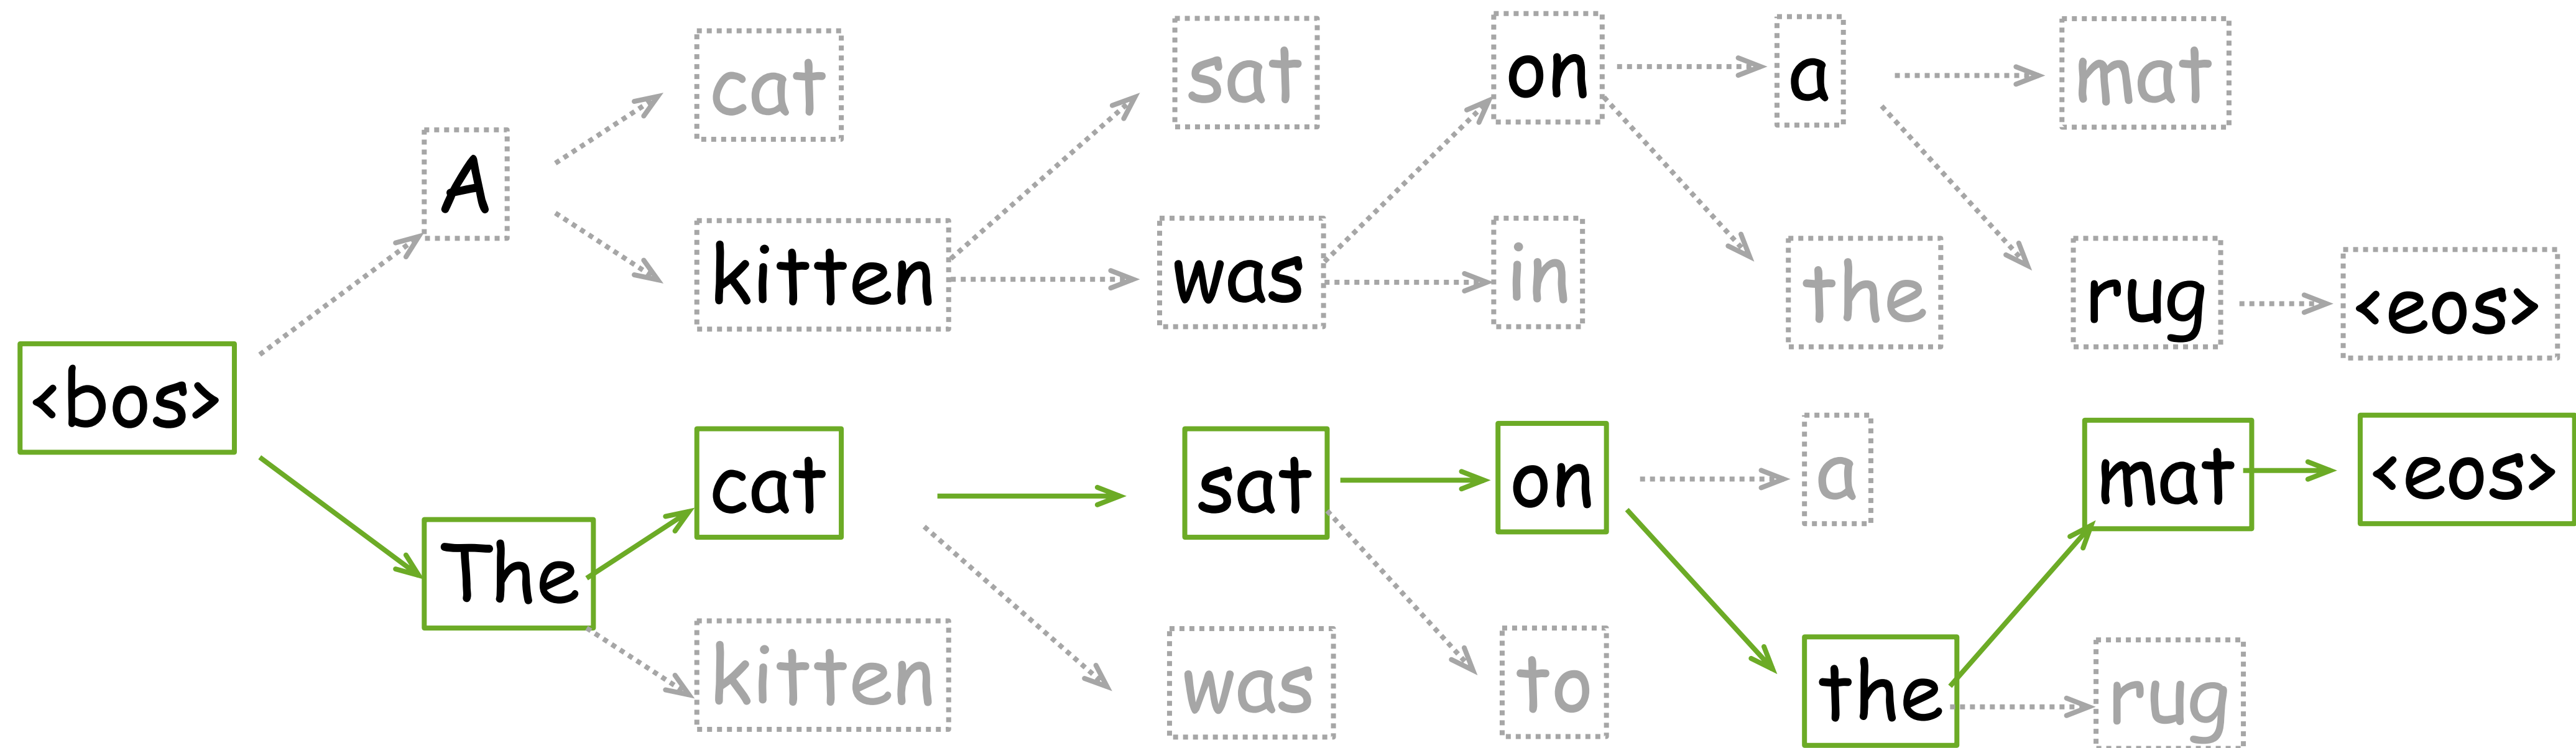 cat sat on a mat
A
kitten was in the rug <eos>
<bos>
cat sat on a mat <eos>
The
kitten was to the rug